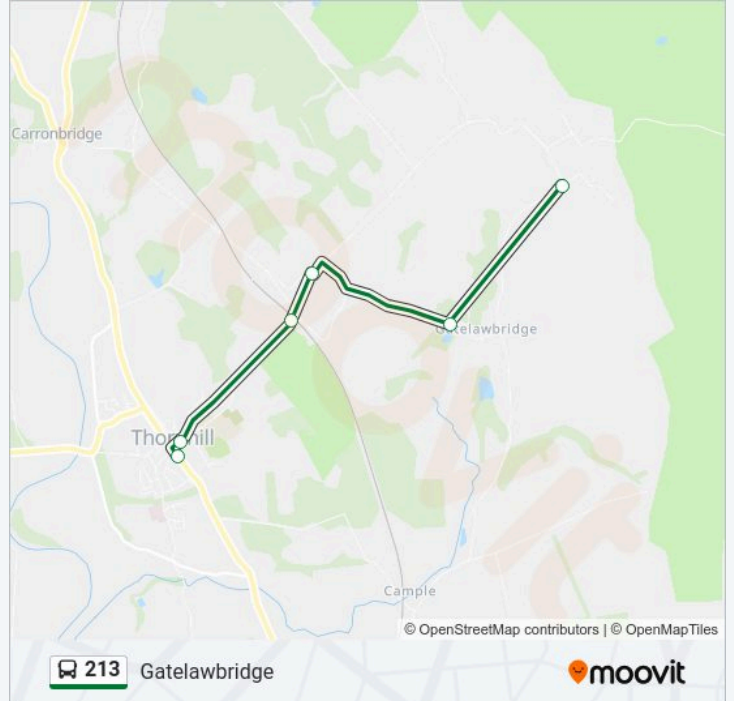 Carronbridge
Gatelawbridge
Thornhill
Cample
© OpenStreetMap contributors | © OpenMapTiles
213 Gatelawbridge
moovit